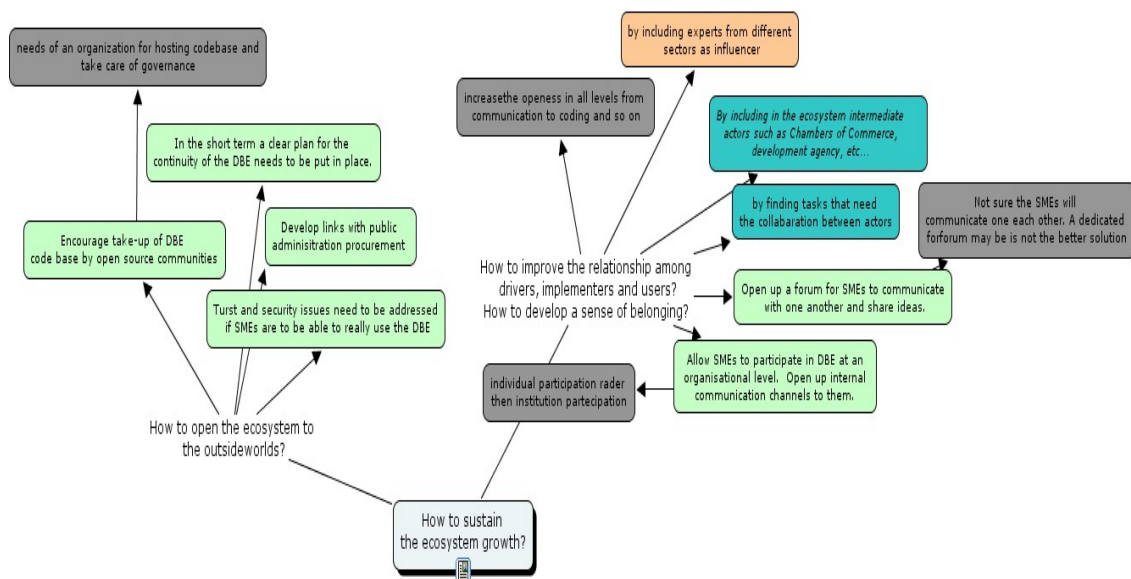 needs of an organization for hosting codebase and
take care of governance
by including experts from different
sectors as influencer
increasethe openess in all levels from
communication to coding and so on
By including in the ecosystem intermediate
actors such as Chambers of Commerce,
development agency, etc...
In the short term a clear plan for the
continuity of the DBE needs to be put in place.
by finding tasks that need
the collabaration between actors
Not sure the SMEs will
communicate one each other. A dedicated
forforum may be is not the better solution
Develop links with public
adminisitration procurement
Encourage take-up of DBE
code base by open source communities
How to improve the relationship among
drivers, implementers and users?
How to develop a sense of belonging?
Open up a forum for SMEs to communicate
with one another and share ideas.
Turst and security issues need to be addressed
if SMEs are to be able to really use the DBE
Allow SMEs to participate in DBE at an
organisational level. Open up internal
communication channels to them.
individual participation rader
then institution partecipation
How to open the ecosystem to
the outsideworlds?
How to sustain
the ecosystem growth?